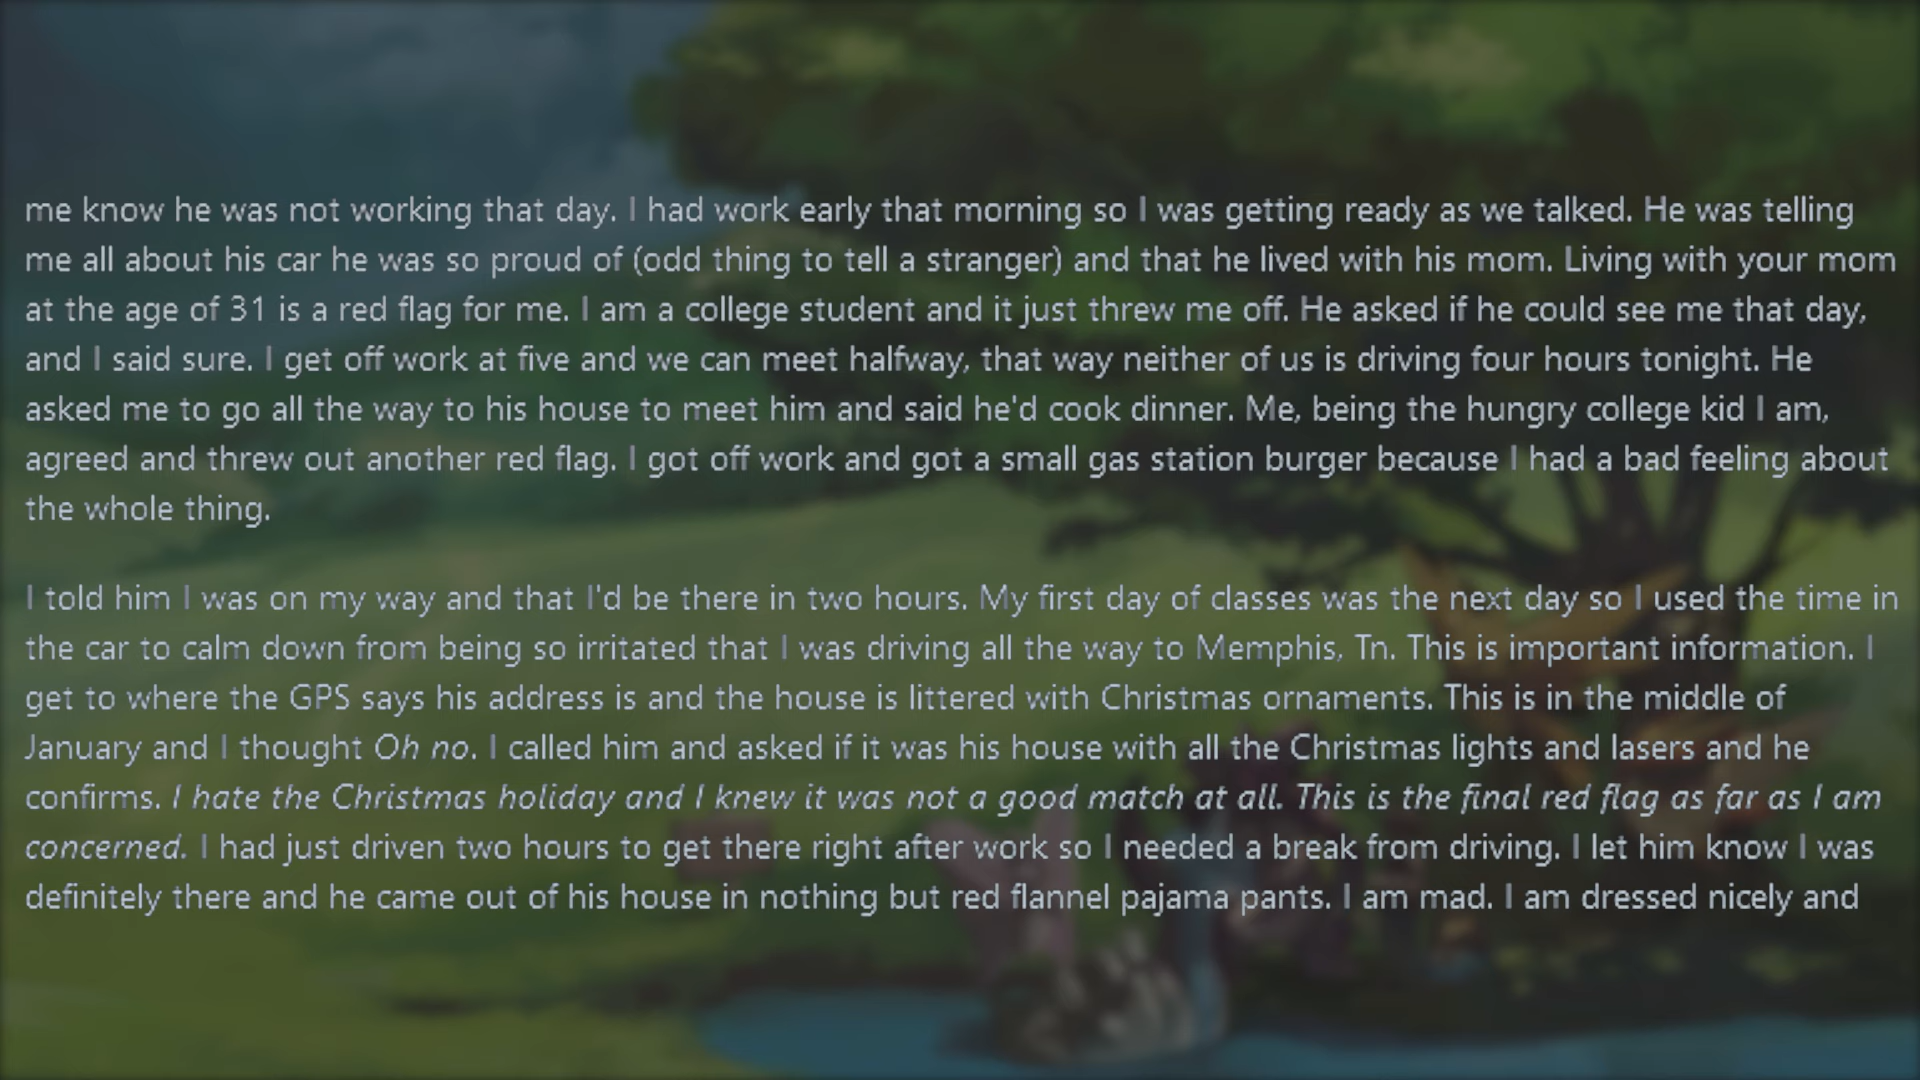 me know he was not working that day. I had work early that morning so I was getting ready as we talked. He was telling
me all about his car he was so proud of (odd thing to tell a stranger) and that he lived with his mom. Living with your mom
at the age of 31 is a red flag for me. I am a college student and it just threw me off. He asked if he could see me that day,
and I said sure. I get off work at five and we can meet halfway, that way neither of us is driving four hours tonight. He
asked me to go all the way to his house to meet him and said he'd cook dinner. Me, being the hungry college kid I am,
agreed and threw out another red flag. I got off work and got a small gas station burger because I had a bad feeling about
the whole thing.
I told him I was on my way and that I'd be there in two hours. My first day of classes was the next day so I used the time in
the car to calm down from being so irritated that I was driving all the way to Memphis, Tn. This is important information. I
get to where the GPS says his address is and the house is littered with Christmas ornaments. This is in the middle of
January and I thought Oh no. I called him and asked if it was his house with all the Christmas lights and lasers and he
confirms. I hate the Christmas holiday and I knew it was not a good match at all. This is the final red flag as far as I am
concerned. I had just driven two hours to get there right after work so I needed a break from driving. I let him know I was
definitely there and he came out of his house in nothing but red flannel pajama pants. I am mad. I am dressed nicely and